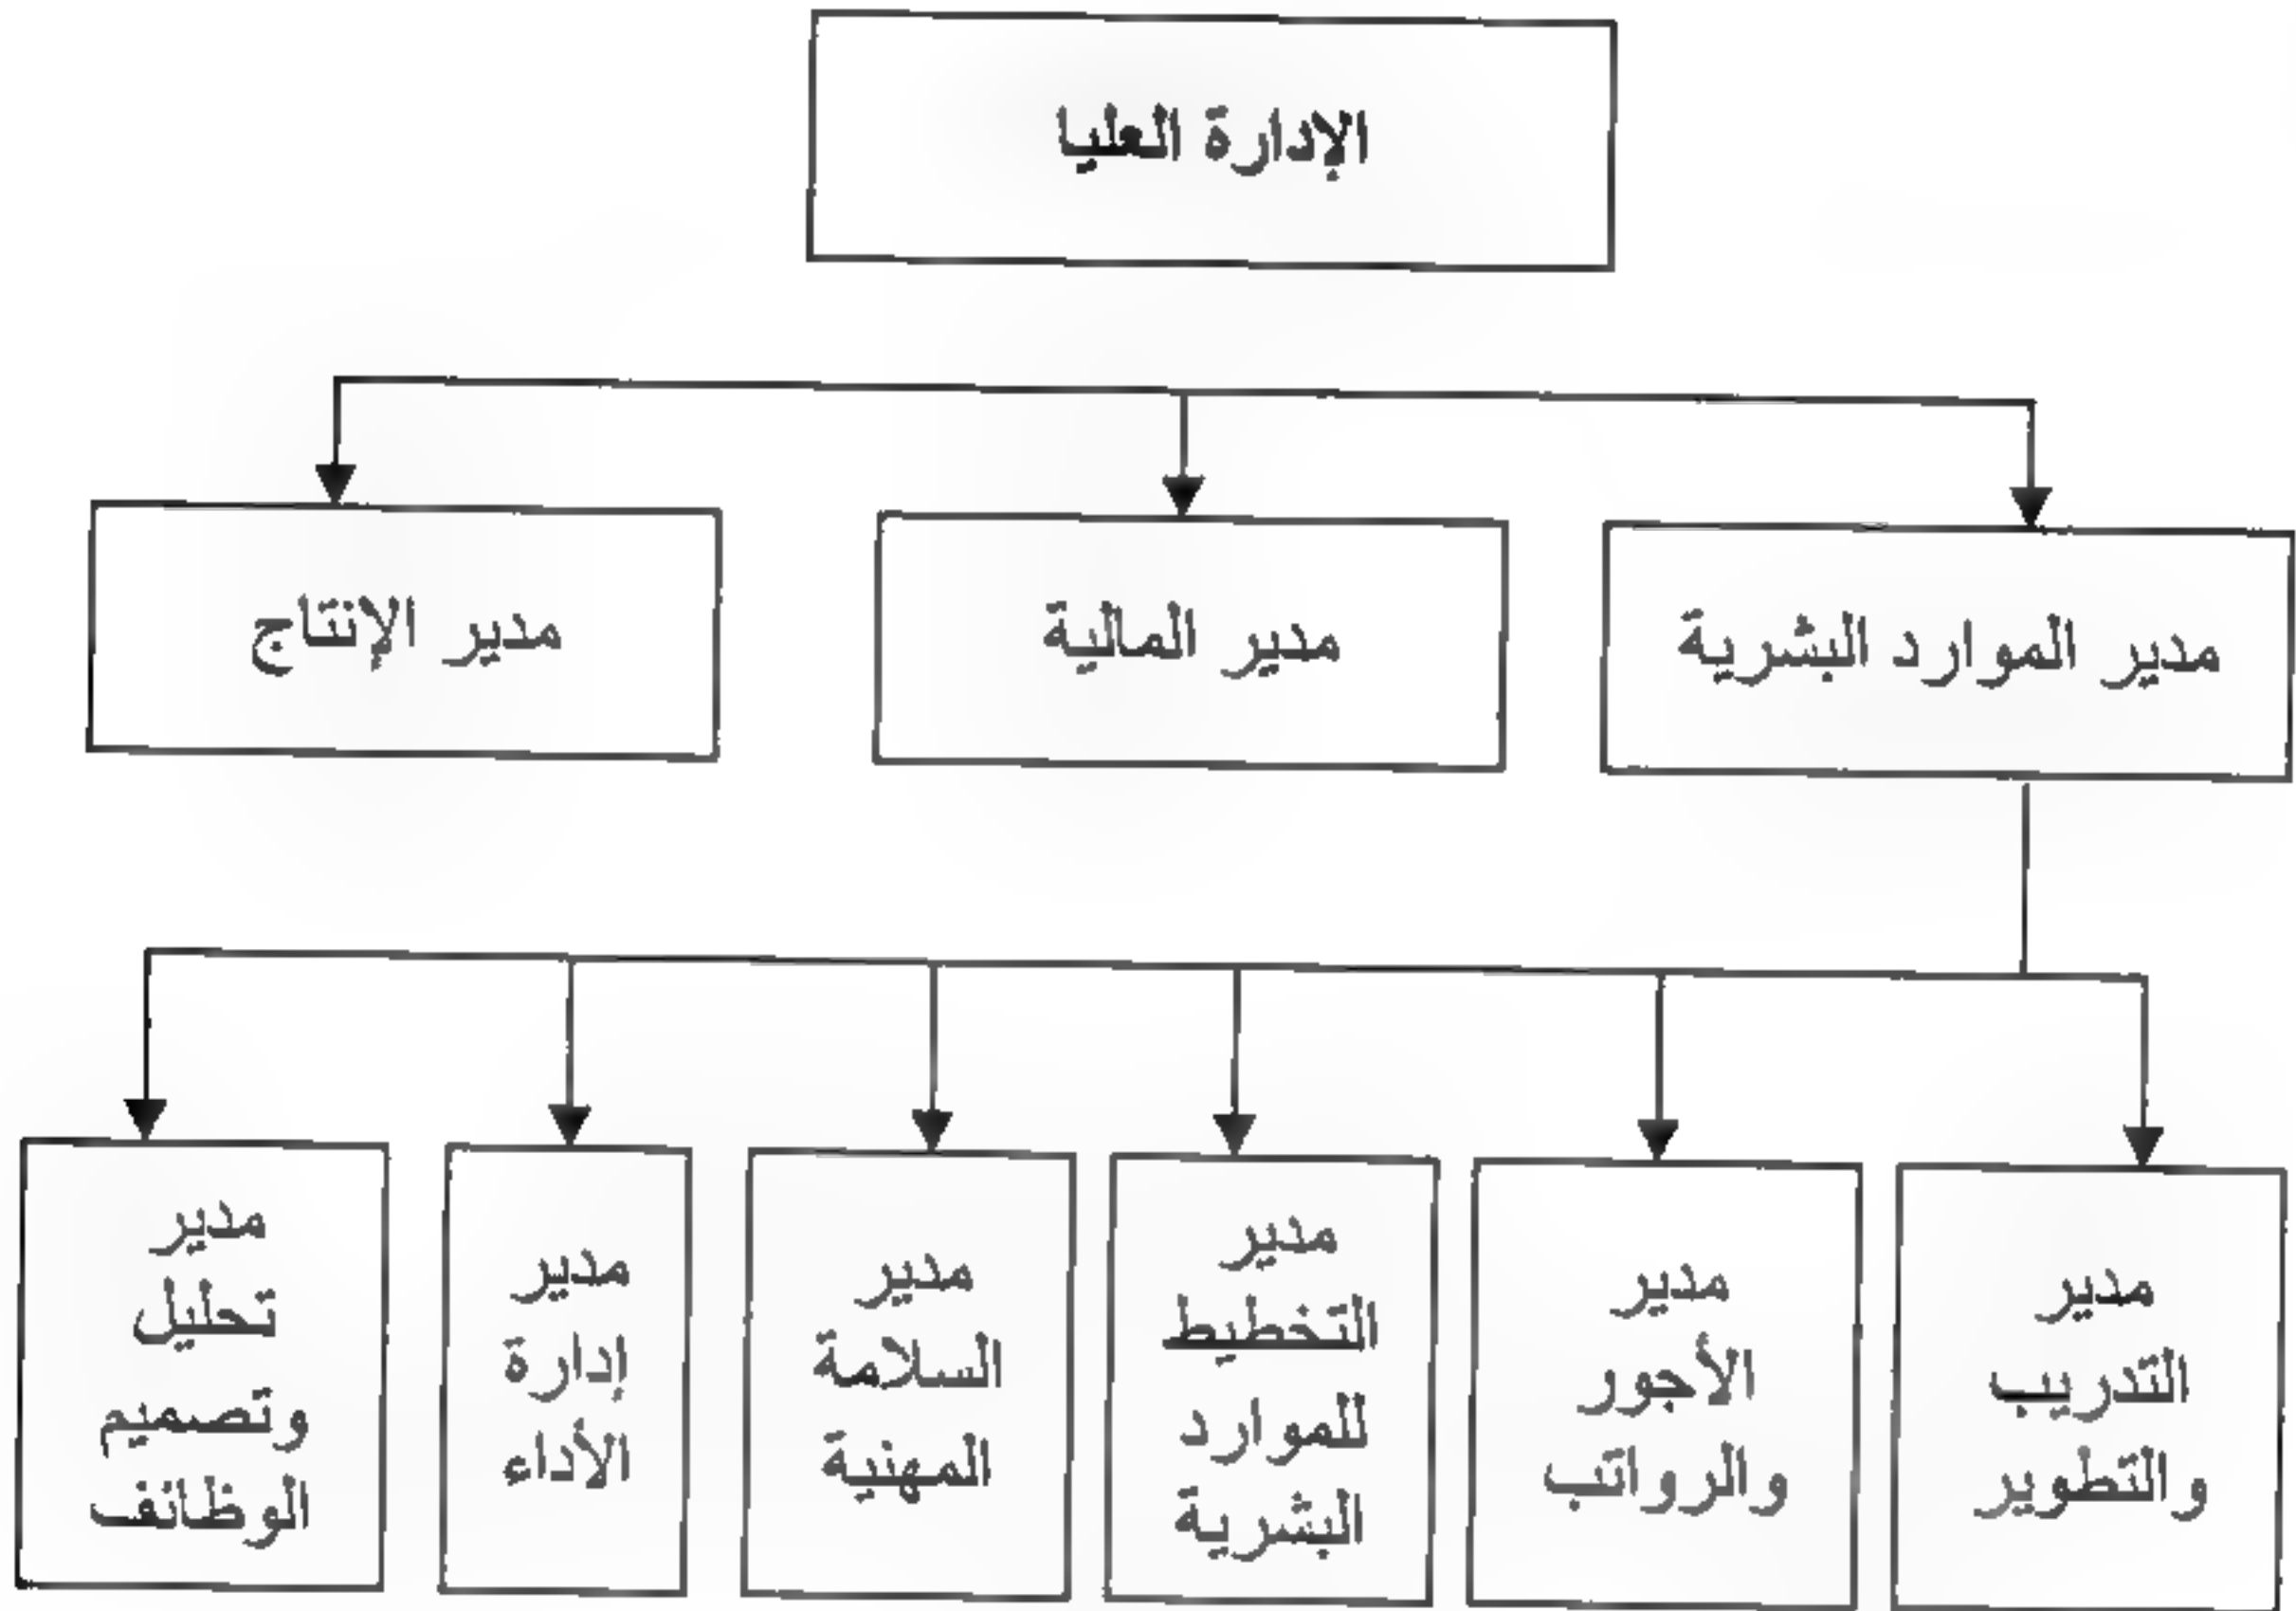 الإدارة العليا
مدير الموارد البشرية
مدير المالية
مدير الإنتاج
مدير
التدريب
والتطوير
مدير
الأجور
والرواتب
مدير
التخطيط
للموارد
البشرية
مدير
السلامة
المهنية
مدير
إدارة
الأداء
مدير
تحليل
وتصميم
الوظائف